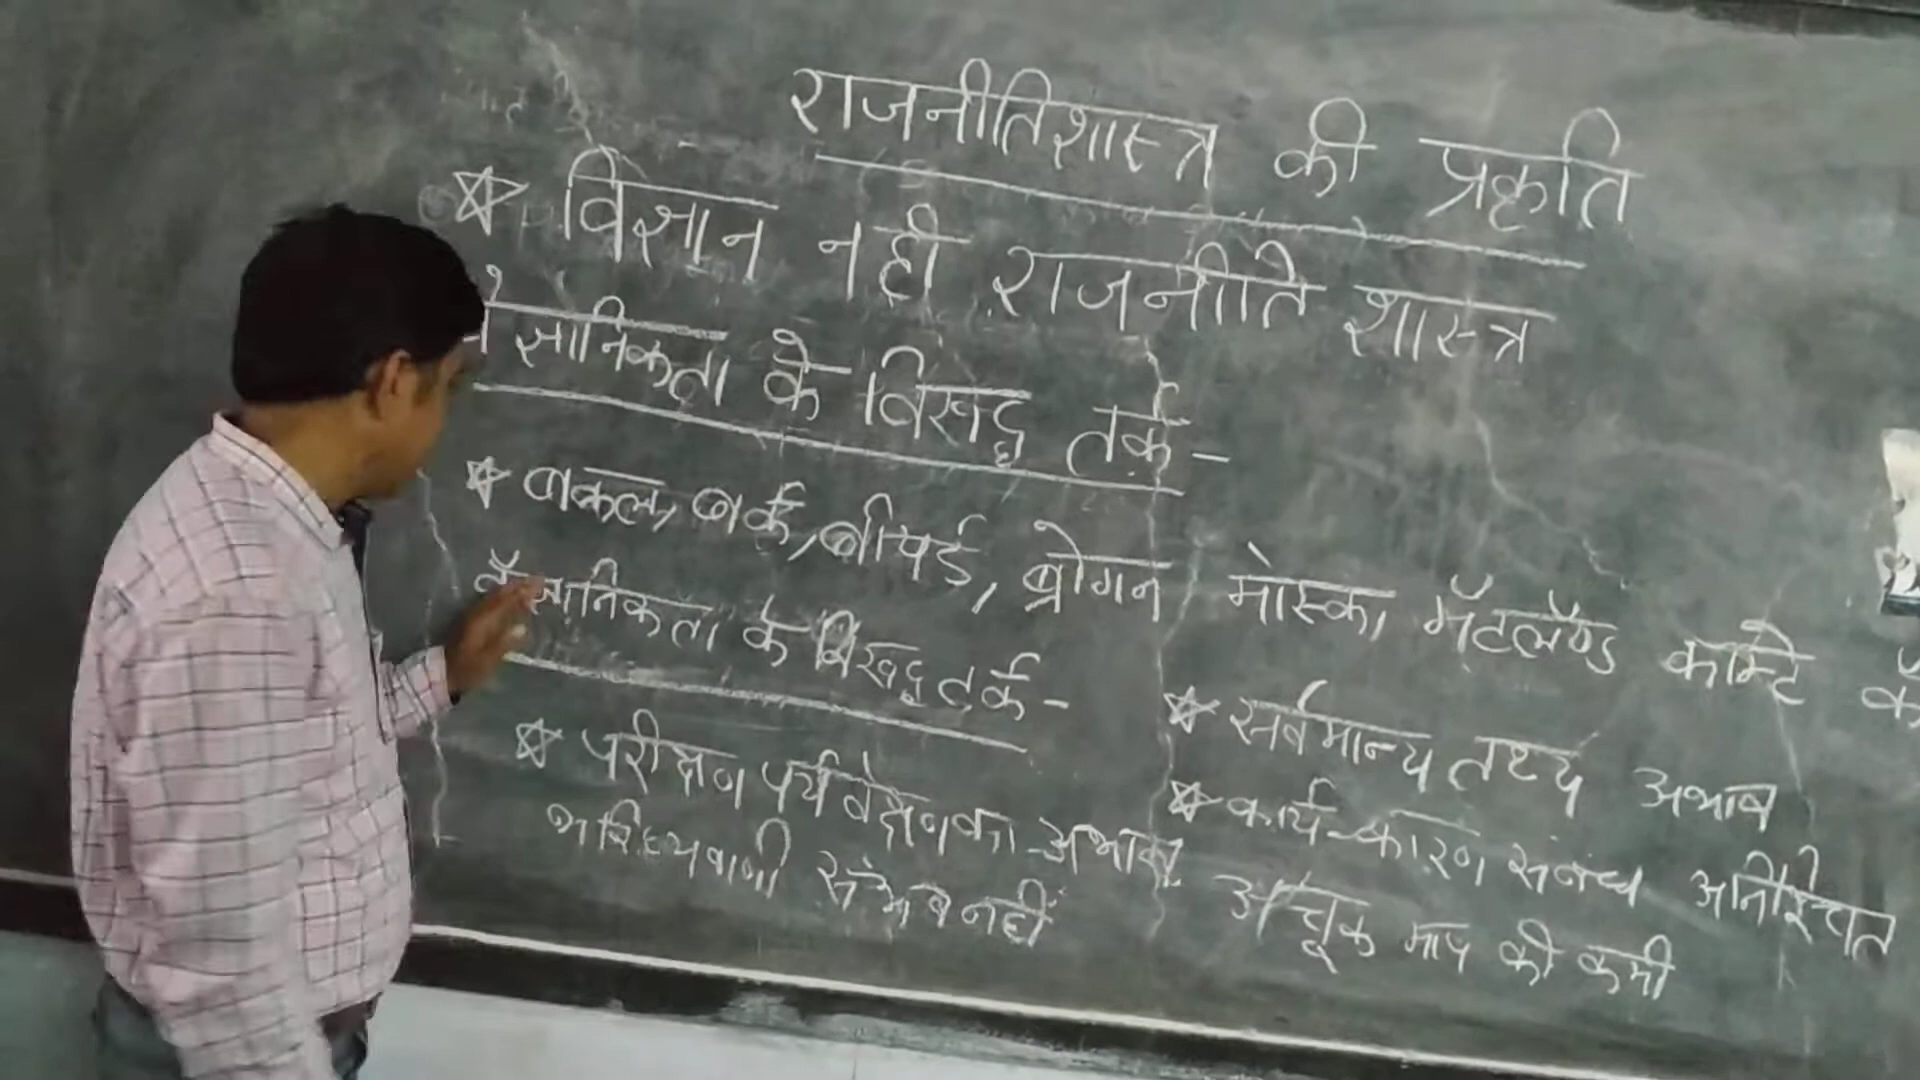 राजनीतिशास्त्र की प्रकृति
विज्ञान नही राजनीति शास्त्र
ज्ञानिकता के विरुद्ध तर्क -
बकल, बर्क, बीयर्ड, ब्रोगन मोस्का, मॅटलॅण्ड काम्टे
वॅज्ञानिकता के विरुद्ध तर्क -
परीक्षण पर्यवेक्षण का अभाव
भविष्यवाणी संभव नहीं
सर्वमान्य तथ्य अभाव
कार्य-कारण संबंध अनिश्चित
अचूक माप की कमी